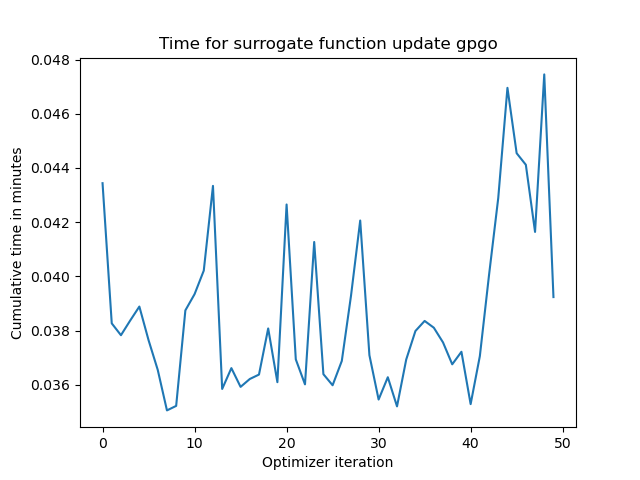 Time for surrogate function update gpgo
0.048
0.046
0.044
0.042
0.040
0.038
0.036
Cumulative time in minutes
0 10 20 30 40 50
Optimizer iteration